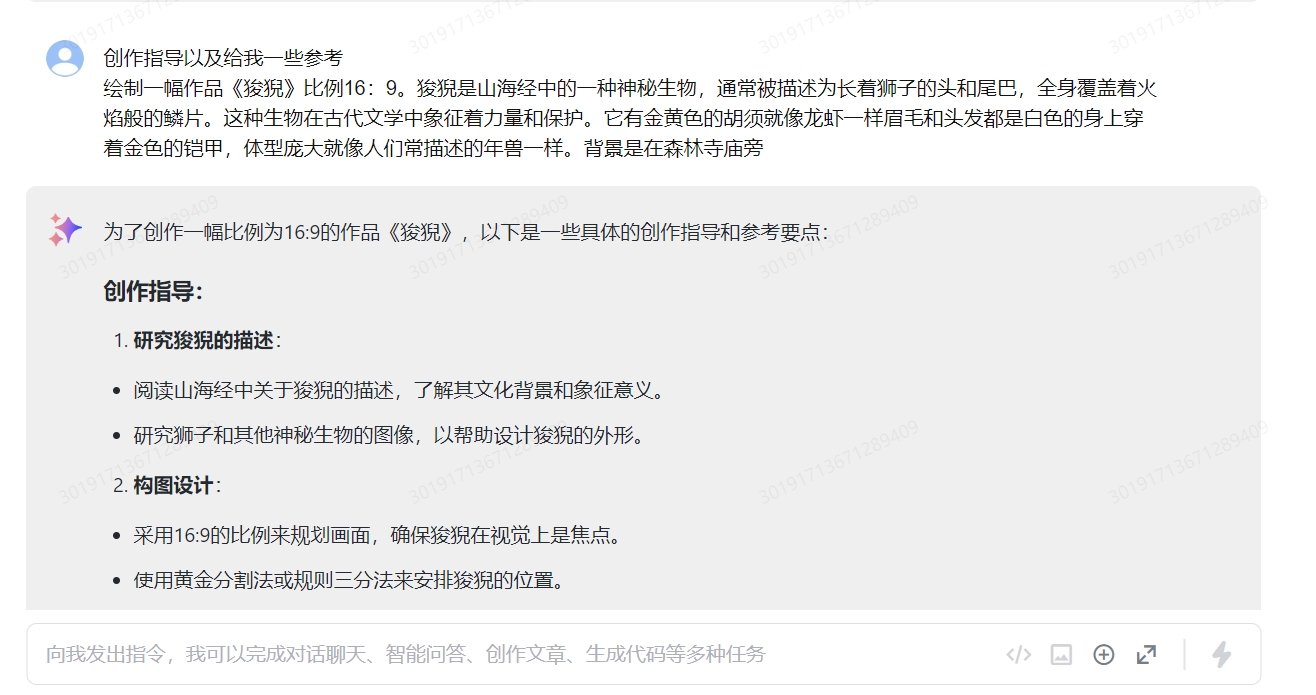 创作指导以及给我一些参考
绘制一幅作品《狻猊》比例16：9。狻猊是山海经中的一种神秘生物，通常被描述为长着狮子的头和尾巴，全身覆盖着火
焰般的鳞片。这种生物在古代文学中象征着力量和保护。它有金黄色的胡须就像龙虾一样眉毛和头发都是白色的身上穿
着金色的铠甲，体型庞大就像人们常描述的年兽一样。背景是在森林寺庙旁
为了创作一幅比例为16:9的作品《狻猊》，以下是一些具体的创作指导和参考要点：
创作指导：
1. 研究狻猊的描述：
• 阅读山海经中关于狻猊的描述，了解其文化背景和象征意义。
• 研究狮子和其他神秘生物的图像，以帮助设计狻猊的外形。
2. 构图设计：
• 采用16:9的比例来规划画面，确保狻猊在视觉上是焦点。
• 使用黄金分割法或规则三分法来安排狻猊的位置。
向我发出指令，我可以完成对话聊天、智能问答、创作文章、生成代码等多种任务
30191713671289409